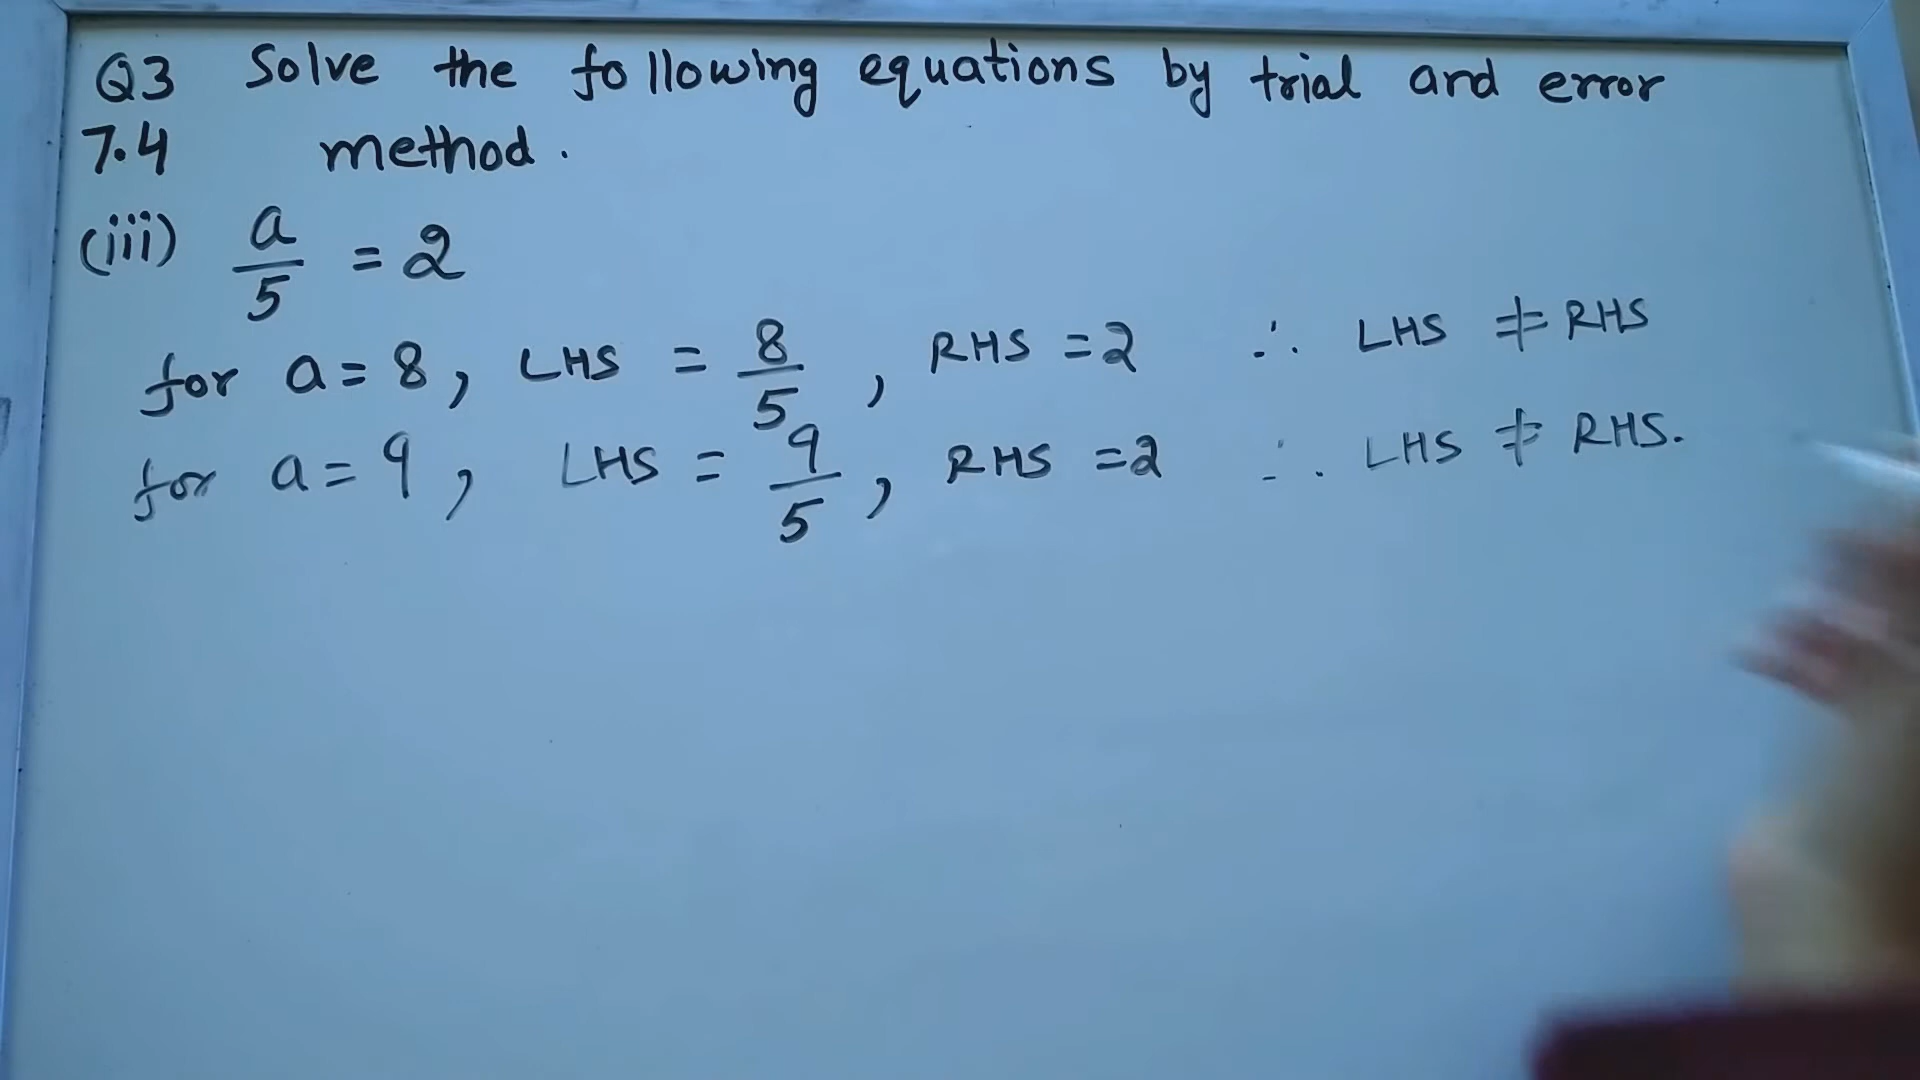 Q3 Solve the following equations by trial and error
7.4 method.
(iii) a/5 = 2
for a = 8, LHS = 8/5, RHS = 2 ∴ LHS ≠ RHS
for a = 9, LHS = 9/5, RHS = 2 ∴ LHS ≠ RHS.